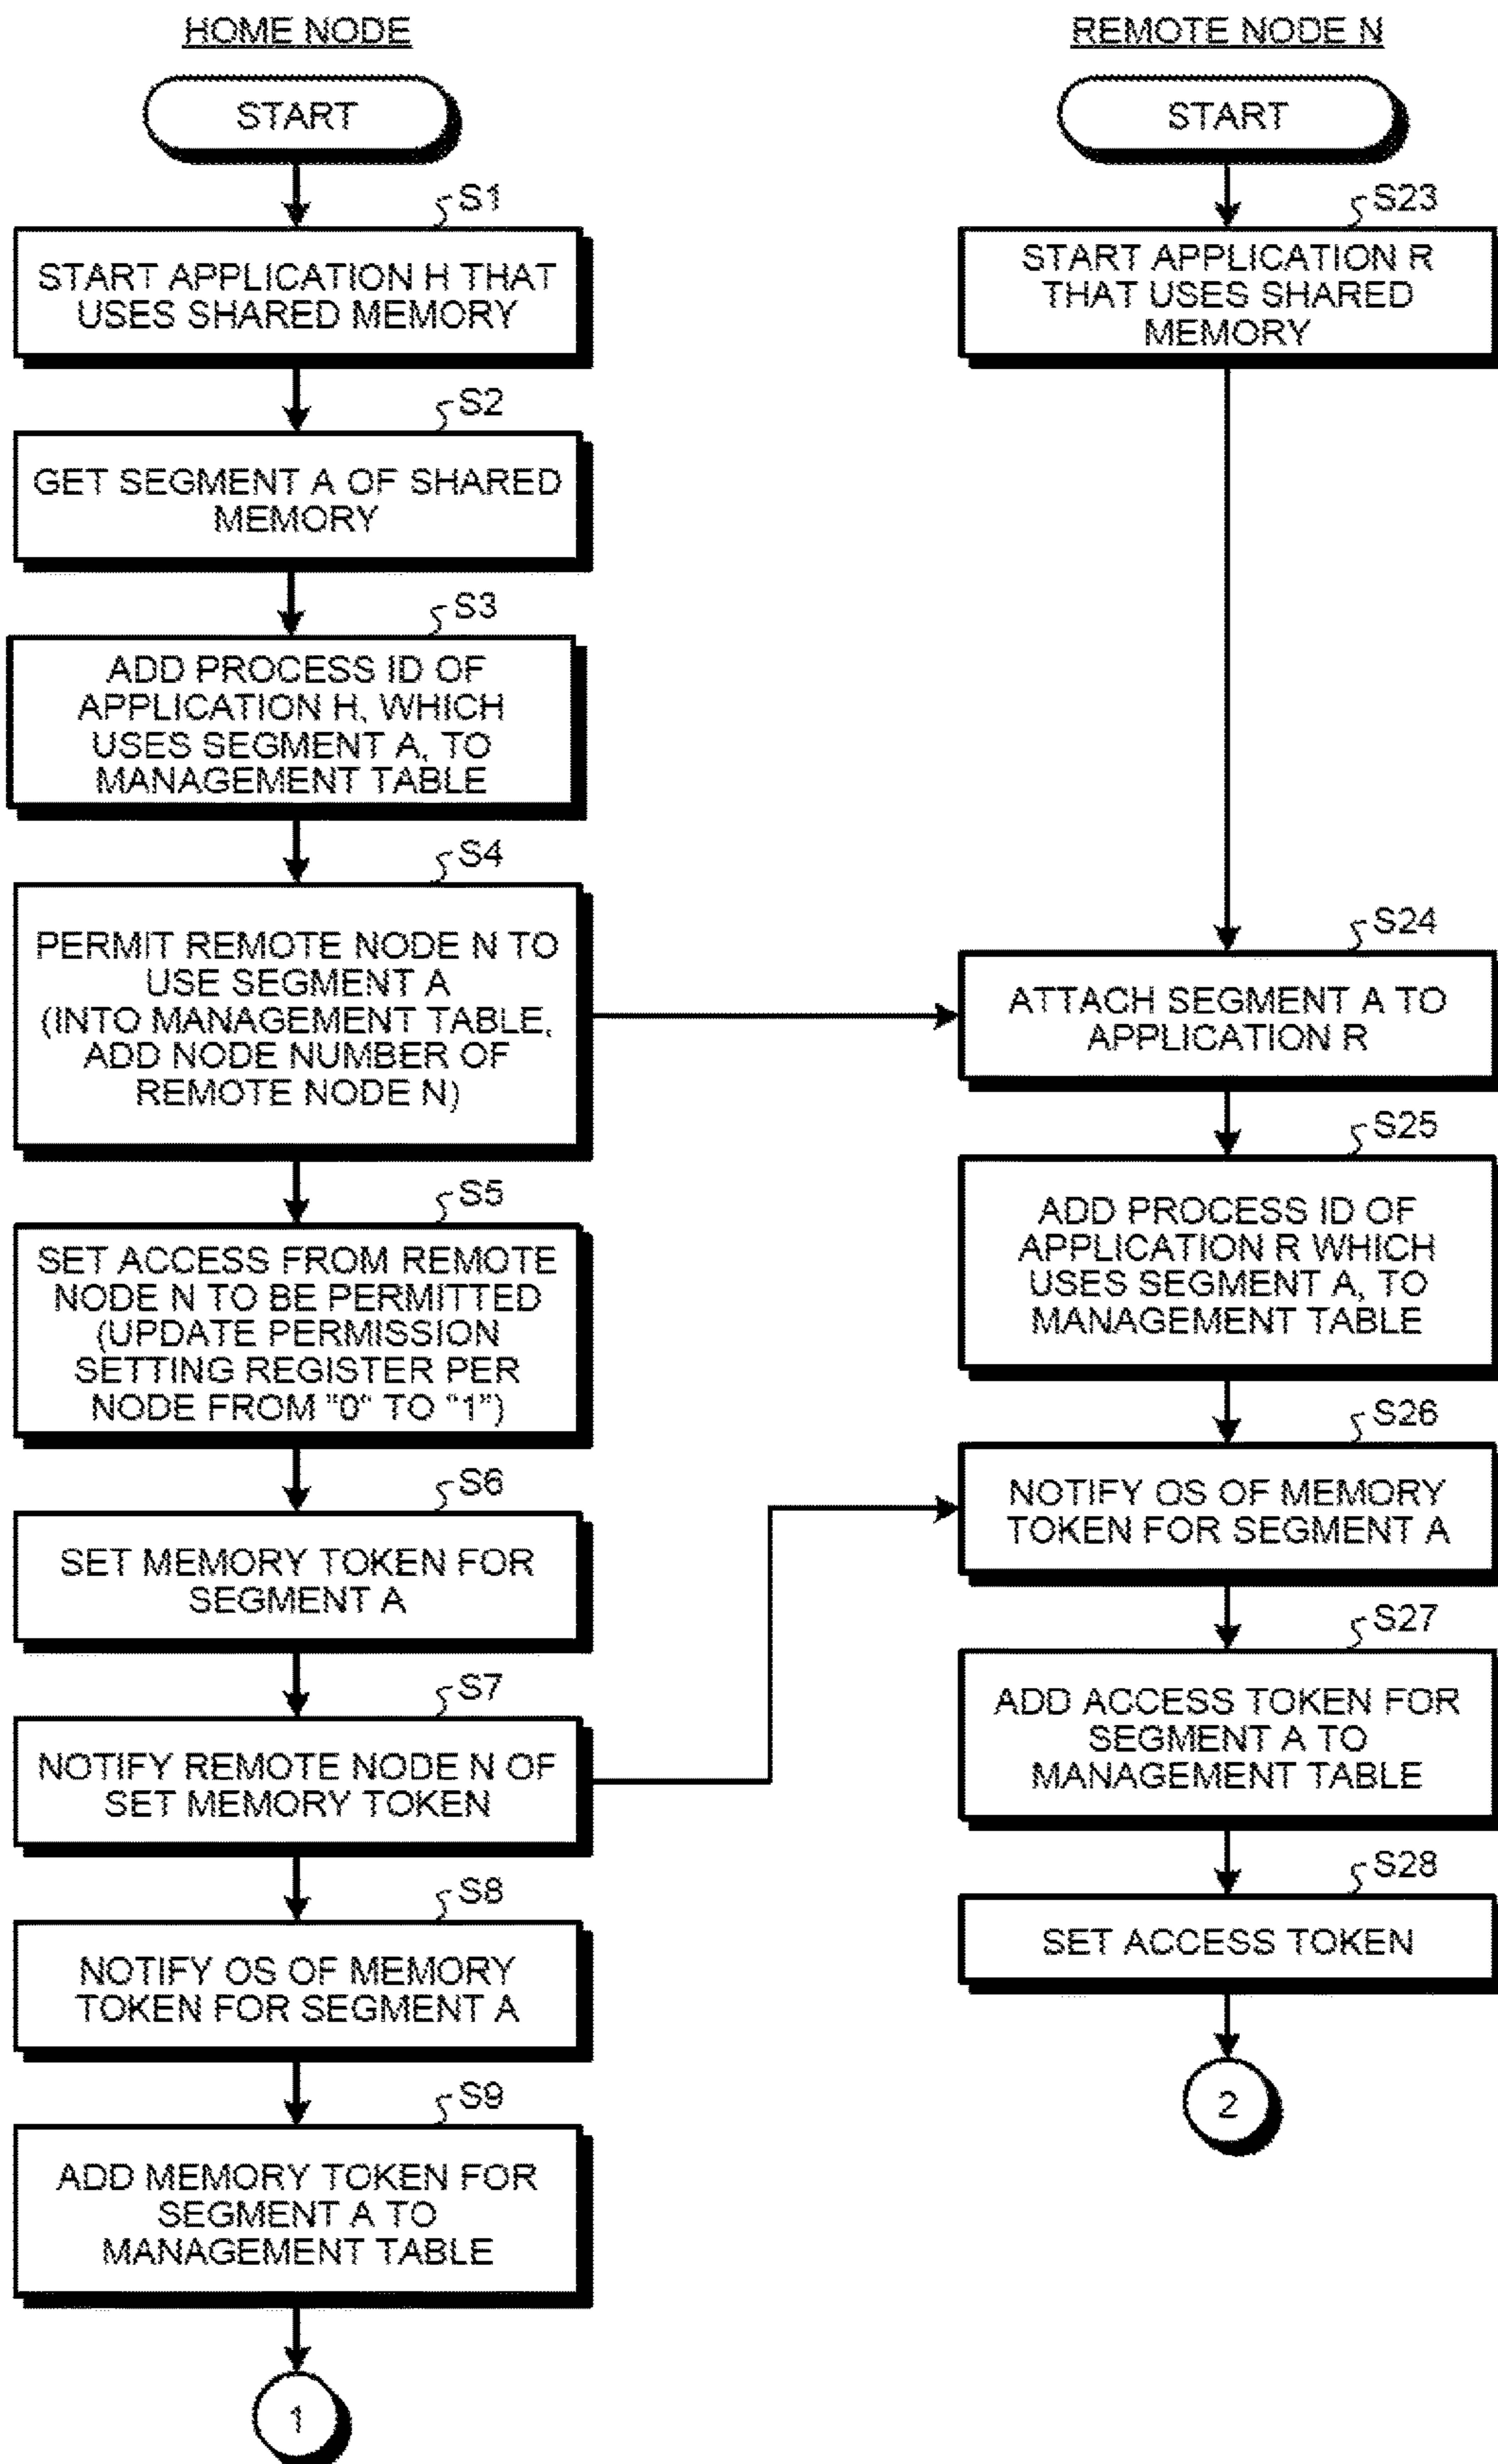 HOME NODE
START
S1
START APPLICATION H THAT
USES SHARED MEMORY
S2
GET SEGMENT A OF SHARED
MEMORY
S3
ADD PROCESS ID OF
APPLICATION H, WHICH
USES SEGMENT A, TO
MANAGEMENT TABLE
S4
PERMIT REMOTE NODE N TO
USE SEGMENT A
(INTO MANAGEMENT TABLE,
ADD NODE NUMBER OF
REMOTE NODE N)
S5
SET ACCESS FROM REMOTE
NODE N TO BE PERMITTED
(UPDATE PERMISSION
SETTING REGISTER PER
NODE FROM "0" TO "1")
S6
SET MEMORY TOKEN FOR
SEGMENT A
S7
NOTIFY REMOTE NODE N OF
SET MEMORY TOKEN
S8
NOTIFY OS OF MEMORY
TOKEN FOR SEGMENT A
S9
ADD MEMORY TOKEN FOR
SEGMENT A TO
MANAGEMENT TABLE
1
REMOTE NODE N
START
S23
START APPLICATION R
THAT USES SHARED
MEMORY
S24
ATTACH SEGMENT A TO
APPLICATION R
S25
ADD PROCESS ID OF
APPLICATION R WHICH
USES SEGMENT A, TO
MANAGEMENT TABLE
S26
NOTIFY OS OF MEMORY
TOKEN FOR SEGMENT A
S27
ADD ACCESS TOKEN FOR
SEGMENT A TO
MANAGEMENT TABLE
S28
SET ACCESS TOKEN
2